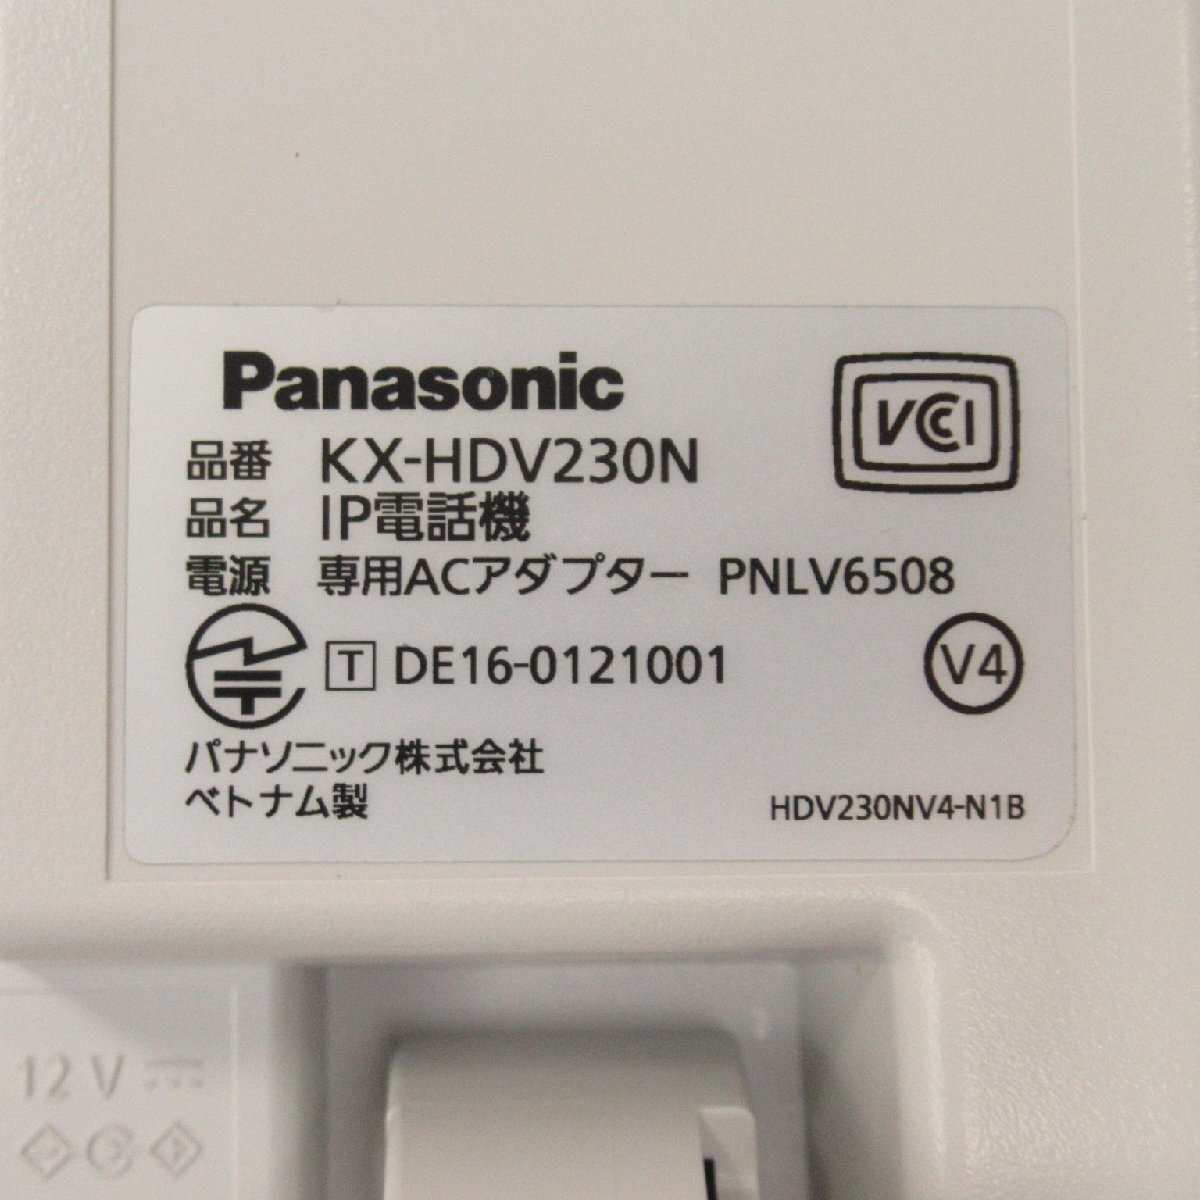 Panasonic
VCCI
品番 KX-HDV230N
品名 IP電話機
電源 専用ACアダプター PNLV6508
T DE16-0121001
V4
パナソニック株式会社
ベトナム製
HDV230NV4-N1B
12 V